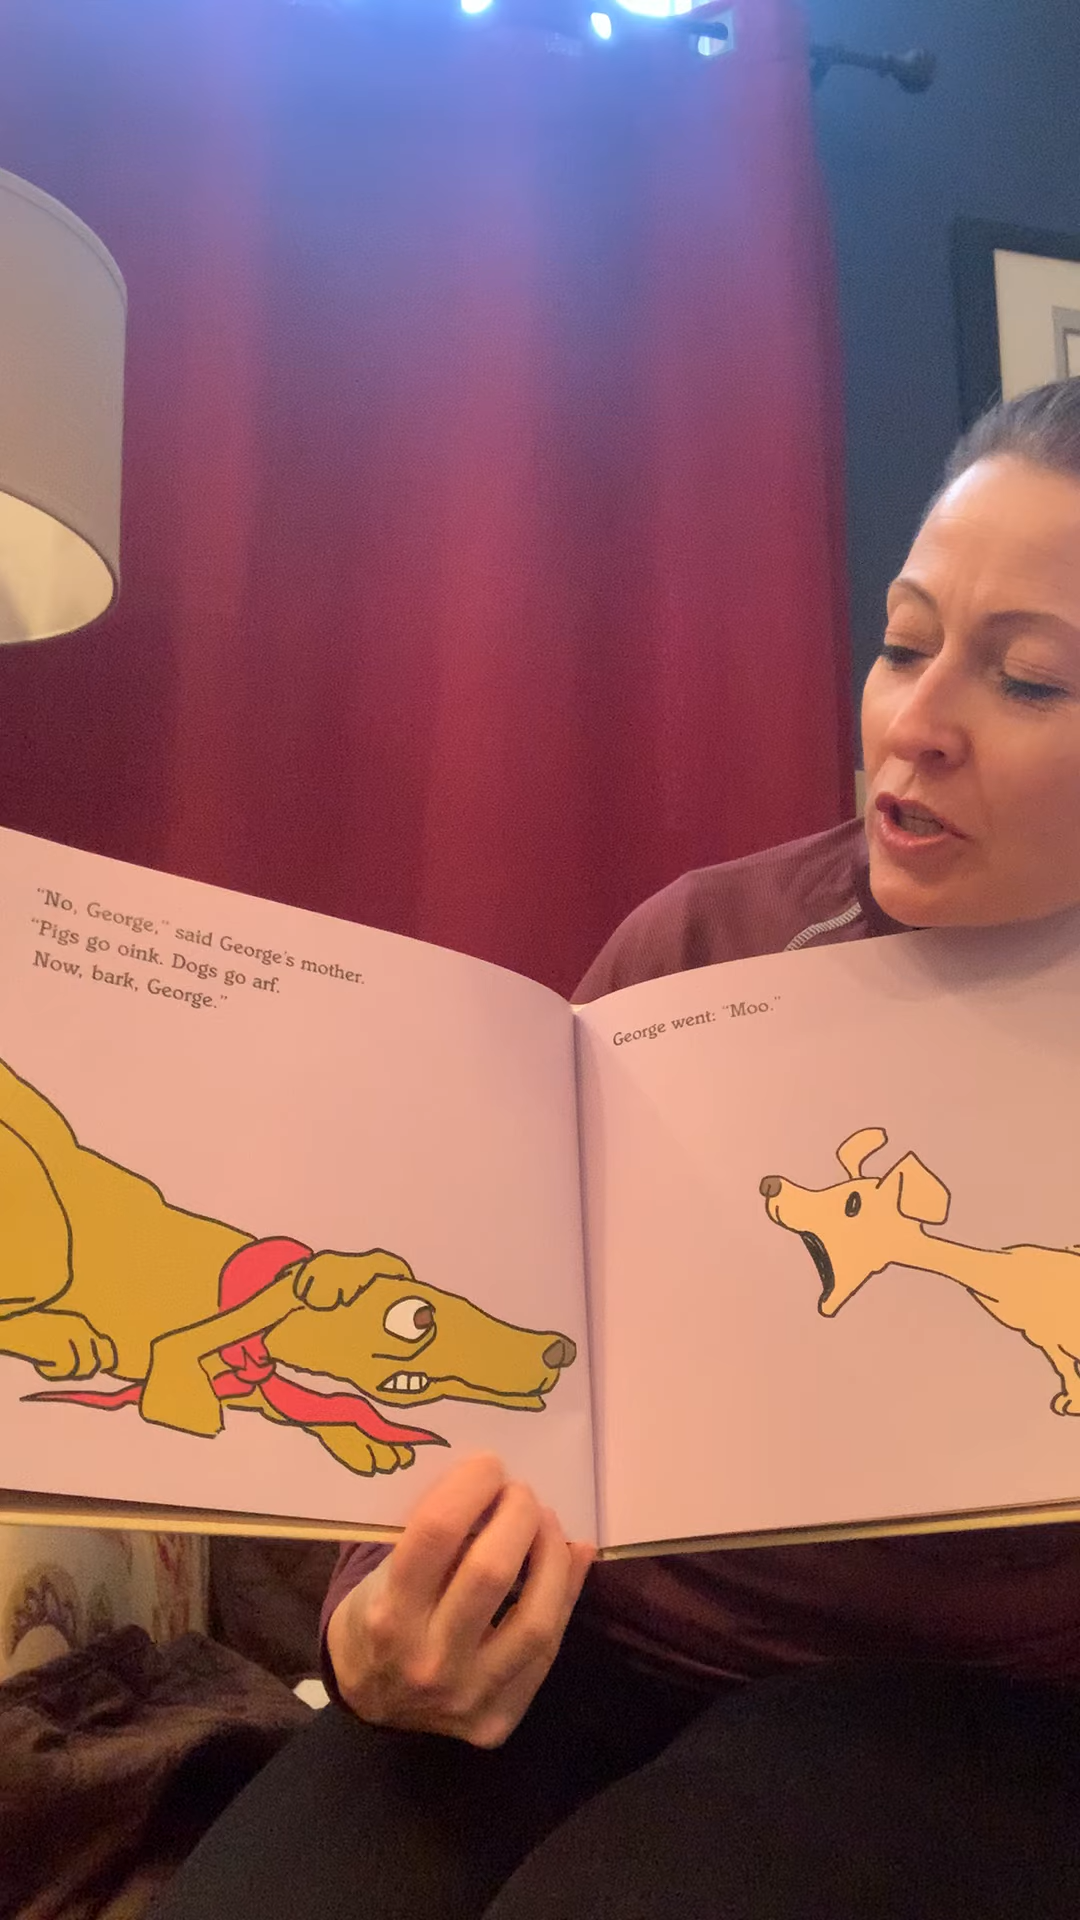 "No, George," said George's mother.
"Pigs go oink. Dogs go arf.
Now, bark, George."
George went: "Moo."